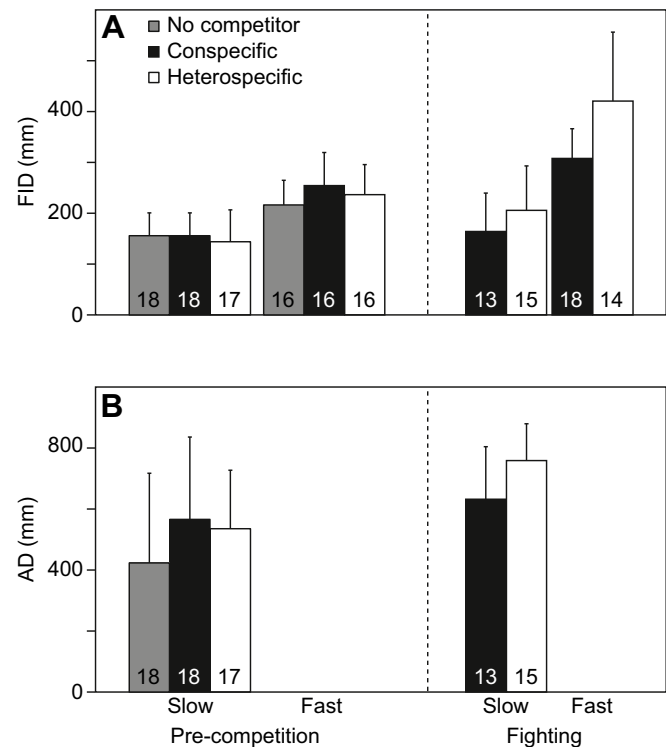 A
No competitor
Conspecific
Heterospecific
FID (mm)
400
200
0
18 18 17 16 16 16 13 15 18 14
B
AD (mm)
800
400
0
18 18 17 13 15
Slow Fast Slow Fast
Pre-competition Fighting